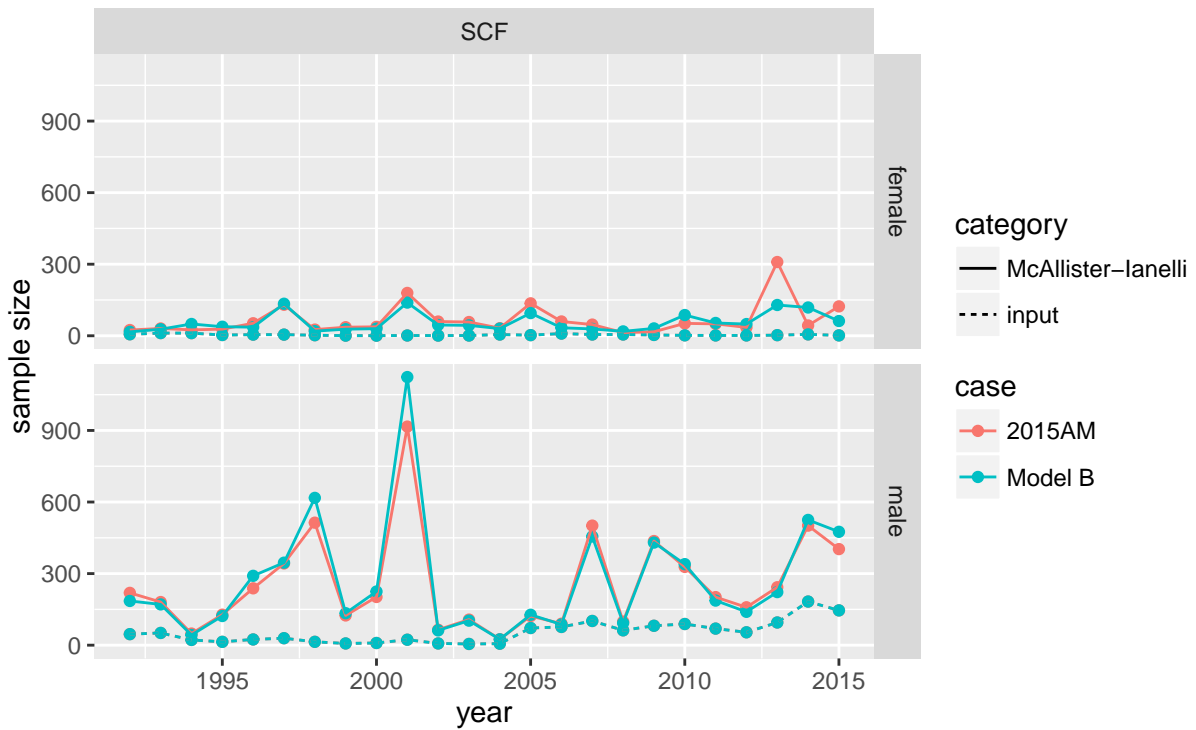 SCF
900
600
300
0
female
900
600
300
0
male
sample size
1995
2000
2005
2010
2015
year
category
McAllister−Ianelli
input
case
2015AM
Model B